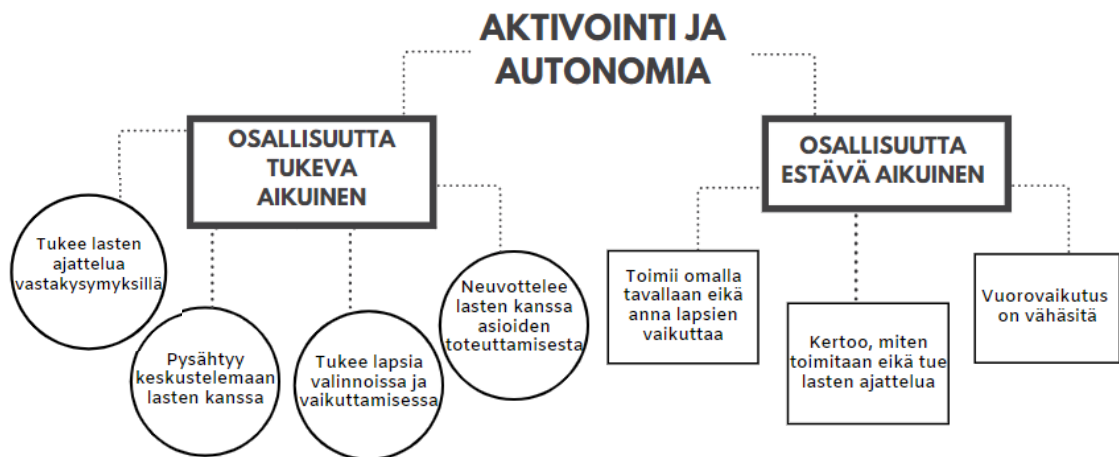 AKTIVOINTI JA
AUTONOMIA
OSALLISUUTTA
TUKEVA
AIKUINEN
OSALLISUUTTA
ESTÄVÄ AIKUINEN
Tukee lasten
ajattelua
vastakysymyksillä
Pysähtyy
keskustelemaan
lasten kanssa
Tukee lapsia
valinnoissa ja
vaikuttamisessa
Neuvottelee
lasten kanssa
asioiden
toteuttamisesta
Toimii omalla
tavallaan eikä
anna lapsien
vaikuttaa
Kertoo, miten
toimitaan eikä tue
lasten ajattelua
Vuorovaikutus
on vähäsitä